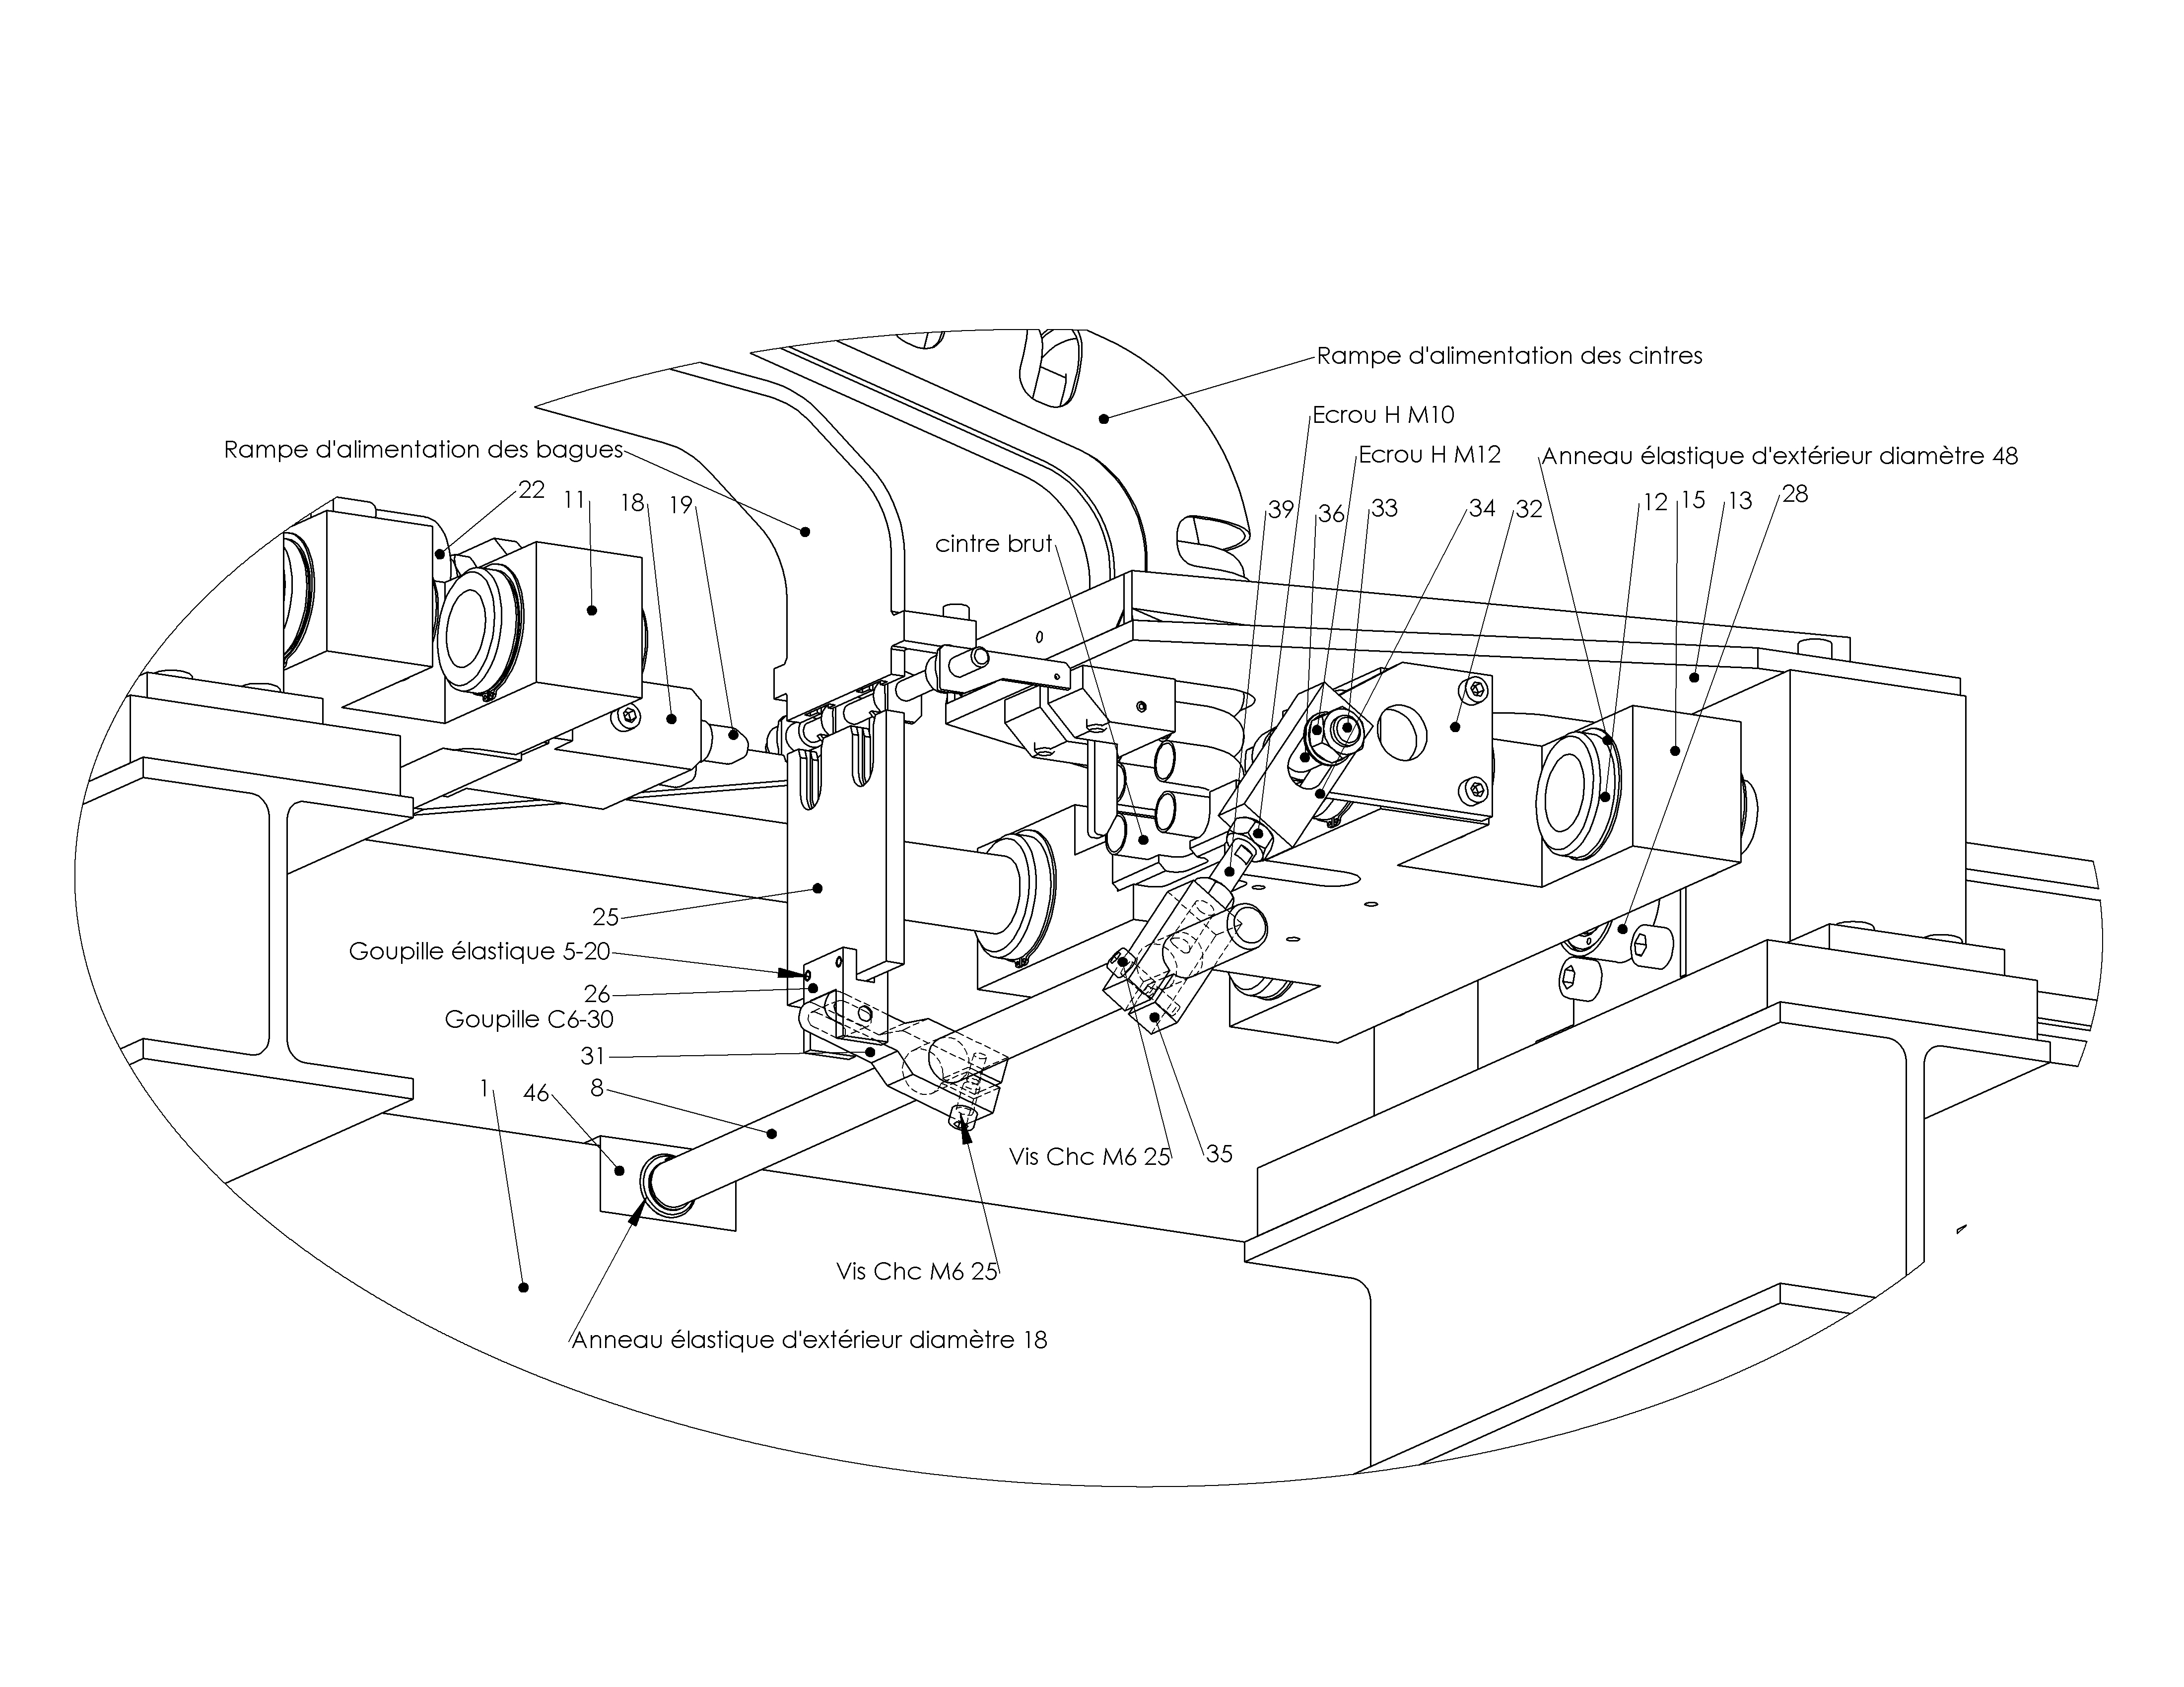 Rampe d'alimentation des cintres
Ecrou H M10
Rampe d'alimentation des bagues
Ecrou H M12
Anneau élastique d'extérieur diamètre 48
22
11
18
19
39
36
33
34
32
12
15
13
28
cintre brut
25
Goupille élastique 5-20
26
Goupille C6-30
31
1
46
8
Vis Chc M6 25
35
Vis Chc M6 25
Anneau élastique d'extérieur diamètre 18